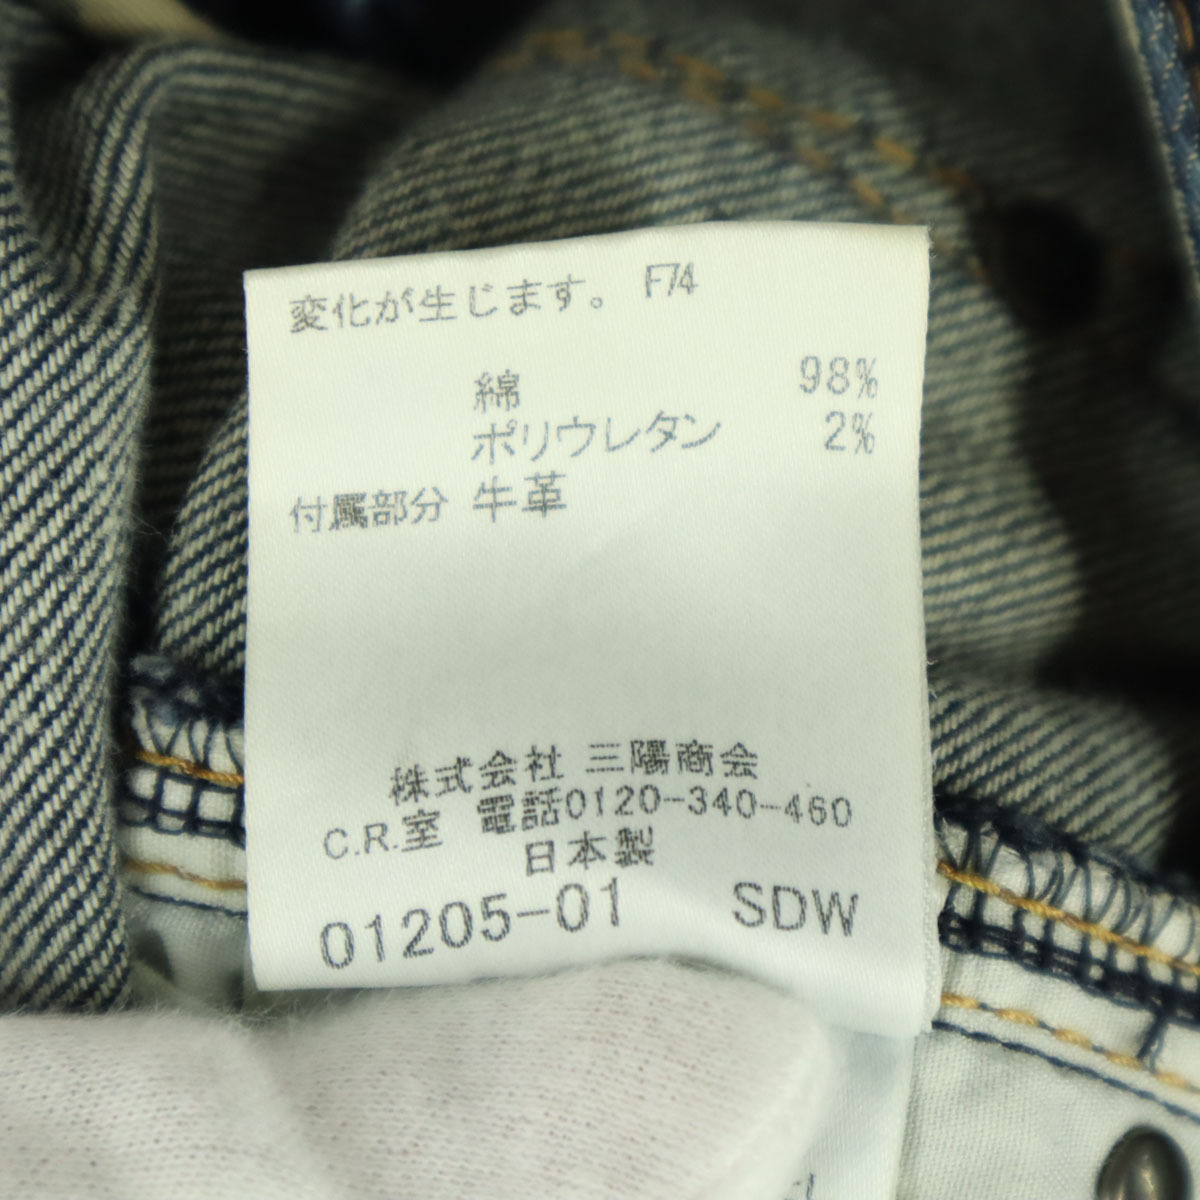 変化が生じます。 F74
綿 98%
ポリウレタン 2%
付属部分 牛革
株式会社 三陽商会
C.R.室 電話0120-340-460
日本製
01205-01 SDW